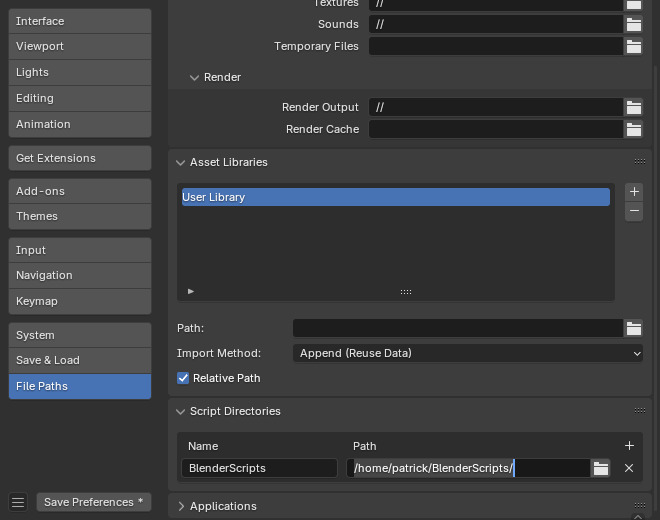 Interface
Viewport
Lights
Editing
Animation
Get Extensions
Add-ons
Themes
Input
Navigation
Keymap
System
Save & Load
File Paths
Save Preferences *
Textures //
Sounds //
Temporary Files
Render
Render Output //
Render Cache
Asset Libraries
User Library
Path:
Import Method: Append (Reuse Data)
Relative Path
Script Directories
Name Path
BlenderScripts /home/patrick/BlenderScripts/
Applications